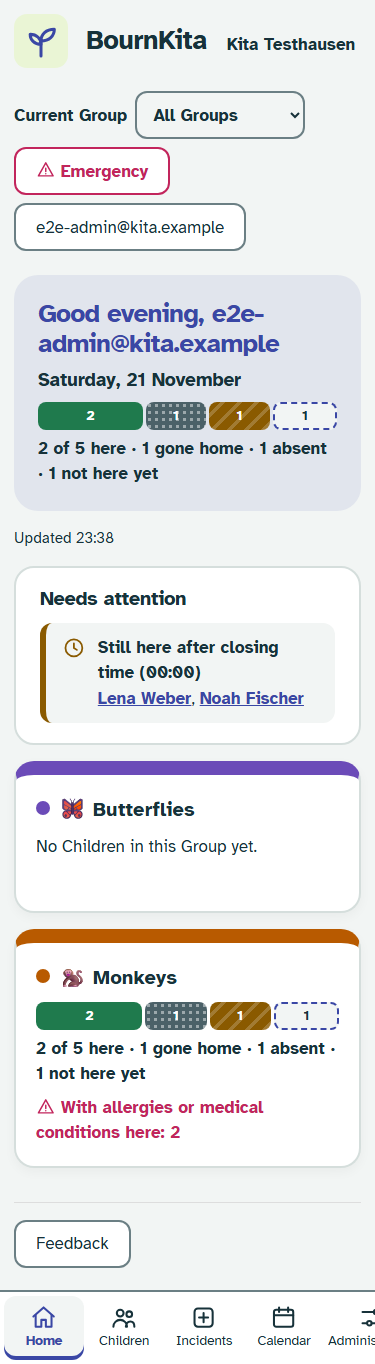 BournKita
Kita Testhausen
Current Group
All Groups
Emergency
e2e-admin@kita.example
Good evening, e2e-
admin@kita.example
Saturday, 21 November
2 1 1 1
2 of 5 here · 1 gone home · 1 absent
· 1 not here yet
Updated 23:38
Needs attention
Still here after closing
time (00:00)
Lena Weber, Noah Fischer
Butterflies
No Children in this Group yet.
Monkeys
2 1 1 1
2 of 5 here · 1 gone home · 1 absent ·
1 not here yet
With allergies or medical
conditions here: 2
Feedback
Home Children Incidents Calendar Adminis